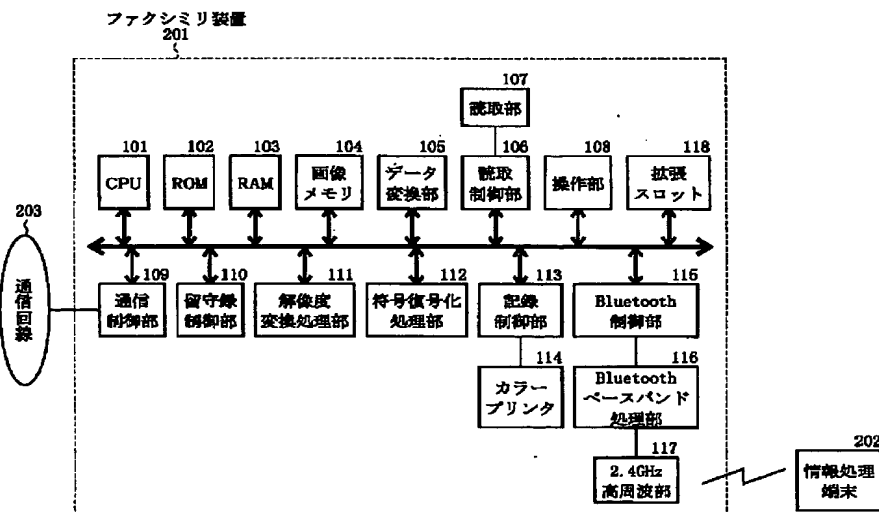 ファクシミリ装置
201
107
読取部
101
102
103
104
105
106
108
118
CPU
ROM
RAM
画像
メモリ
データ
変換部
読取
制御部
操作部
拡張
スロット
203
通信回線
109
110
111
112
113
115
通信
制御部
留守録
制御部
解像度
変換処理部
符号復号化
処理部
記録
制御部
Bluetooth
制御部
114
116
カラー
プリンタ
Bluetooth
ベースバンド
処理部
117
202
2.4GHz
高周波部
情報処理
端末